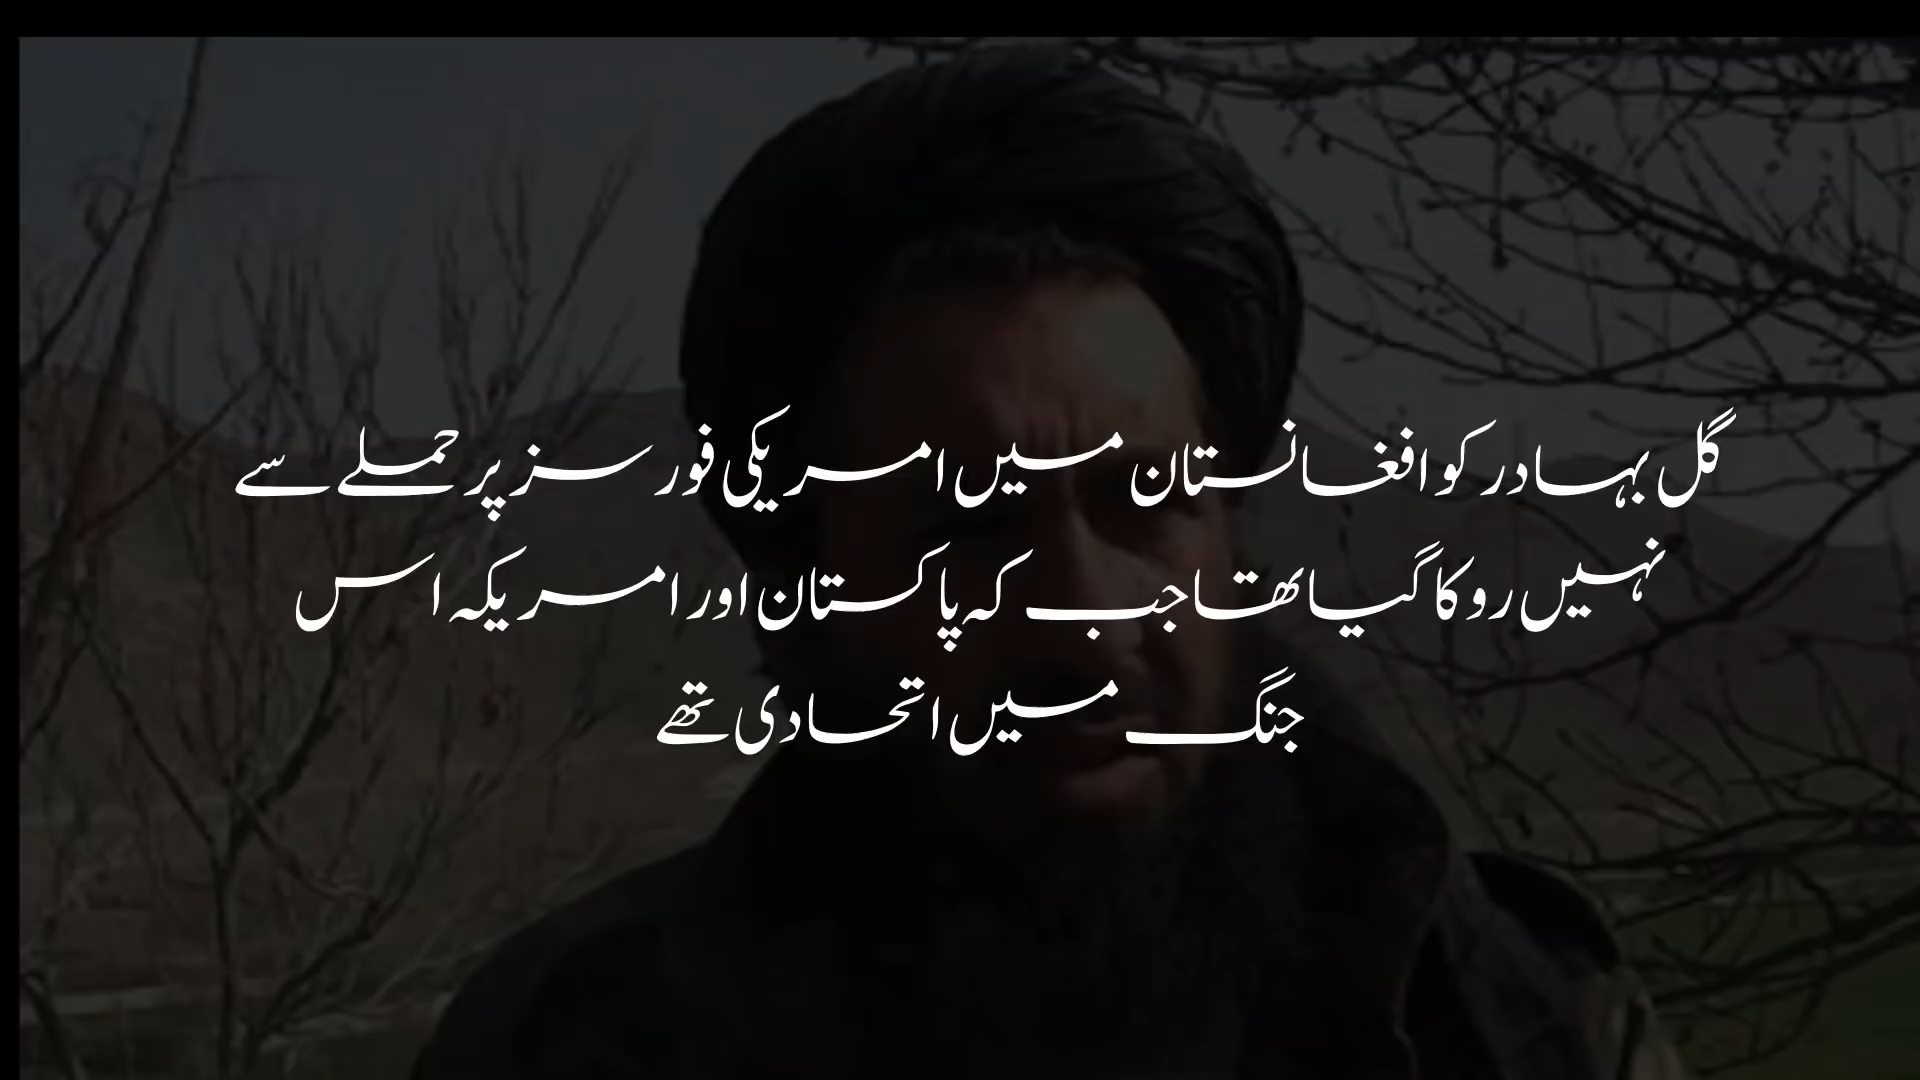 گل بہادر کو افغانستان میں امریکی فورسز پر حملے سے
نہیں روکا گیا تھا جب کہ پاکستان اور امریکہ اس
جنگ میں اتحادی تھے